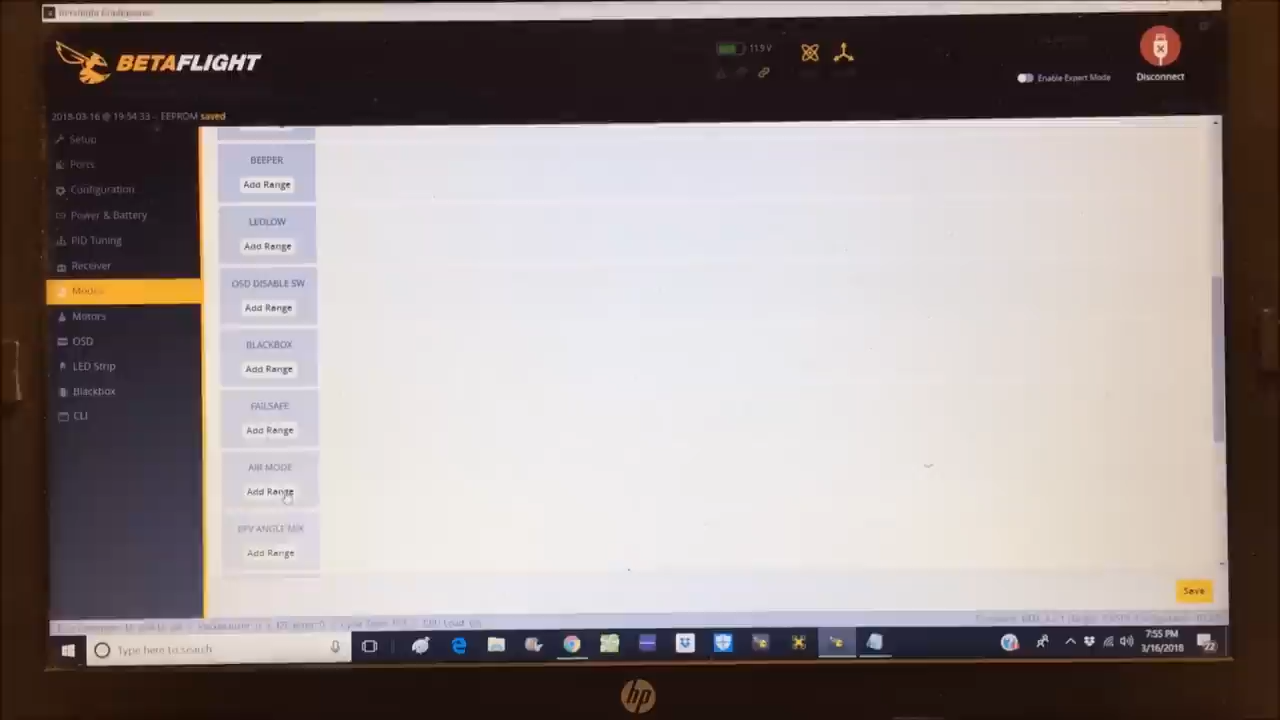 BETAFLIGHT
11.9 V
Enable Expert Mode
Disconnect
2018-03-16 @ 19:54:33 -- EEPROM saved
Setup
Ports
Configuration
Power & Battery
PID Tuning
Receiver
Modes
Motors
OSD
LED Strip
Blackbox
CLI
BEEPER
Add Range
LEDLOW
Add Range
OSD DISABLE SW
Add Range
BLACKBOX
Add Range
FAILSAFE
Add Range
AIR MODE
Add Range
FPV ANGLE MIX
Add Range
Save
Type here to search
7:55 PM
3/16/2018
22
hp